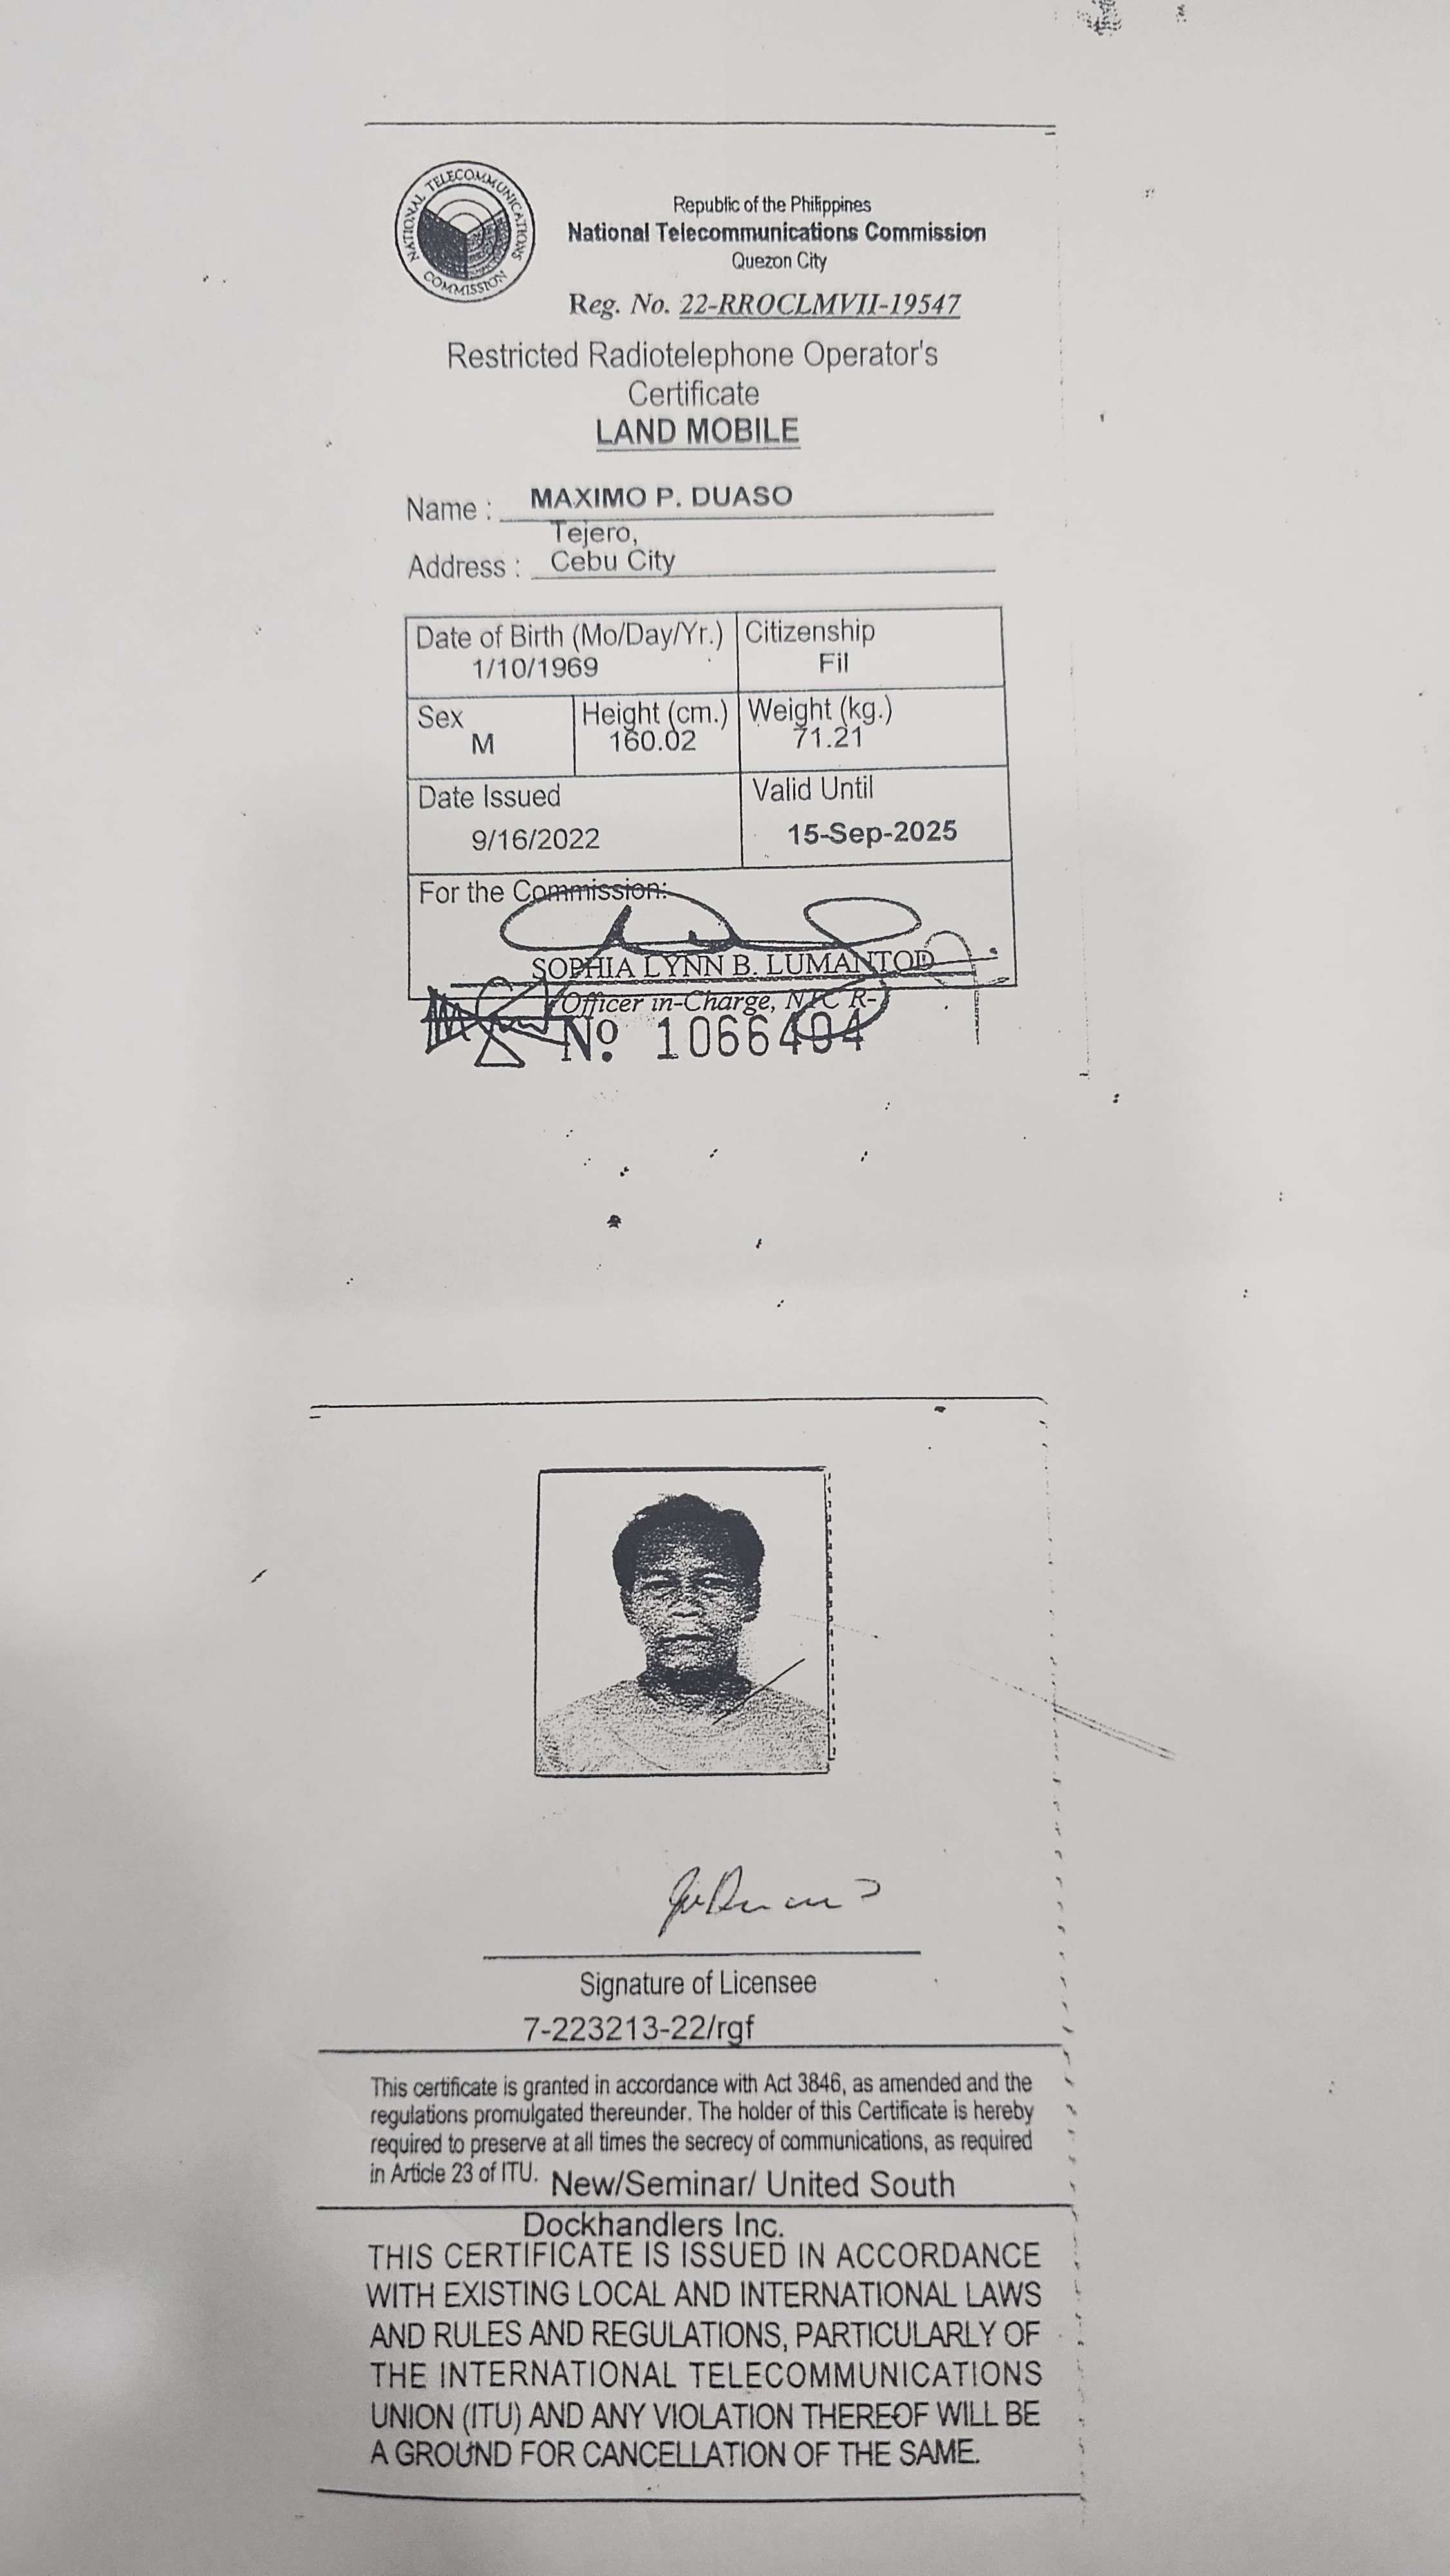 NATIONAL TELECOMMUNICATIONS COMMISSION
Republic of the Philippines
National Telecommunications Commission
Quezon City
Reg. No. 22-RROCLMVII-19547
Restricted Radiotelephone Operator's
Certificate
LAND MOBILE
Name : MAXIMO P. DUASO
Tejero,
Address : Cebu City
Date of Birth (Mo/Day/Yr.) Citizenship
1/10/1969 Fil
Sex Height (cm.) Weight (kg.)
M 160.02 71.21
Date Issued Valid Until
9/16/2022 15-Sep-2025
For the Commission:
SOPHIA LYNN B. LUMANTOD
Officer in-Charge, NTC R-
Nº 1066494
Signature of Licensee
7-223213-22/rgf
This certificate is granted in accordance with Act 3846, as amended and the
regulations promulgated thereunder. The holder of this Certificate is hereby
required to preserve at all times the secrecy of communications, as required
in Article 23 of ITU. New/Seminar/ United South
Dockhandlers Inc.
THIS CERTIFICATE IS ISSUED IN ACCORDANCE
WITH EXISTING LOCAL AND INTERNATIONAL LAWS
AND RULES AND REGULATIONS, PARTICULARLY OF
THE INTERNATIONAL TELECOMMUNICATIONS
UNION (ITU) AND ANY VIOLATION THEREOF WILL BE
A GROUND FOR CANCELLATION OF THE SAME.